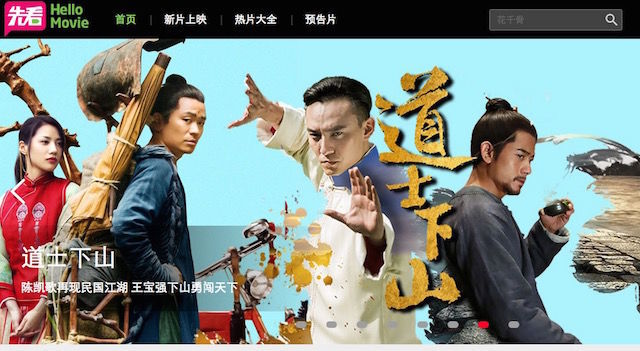 先看 Hello Movie
首页 | 新片上映 | 热片大全 | 预告片
花千骨
道士下山
道士下山
陈凯歌再现民国江湖 王宝强下山勇闯天下